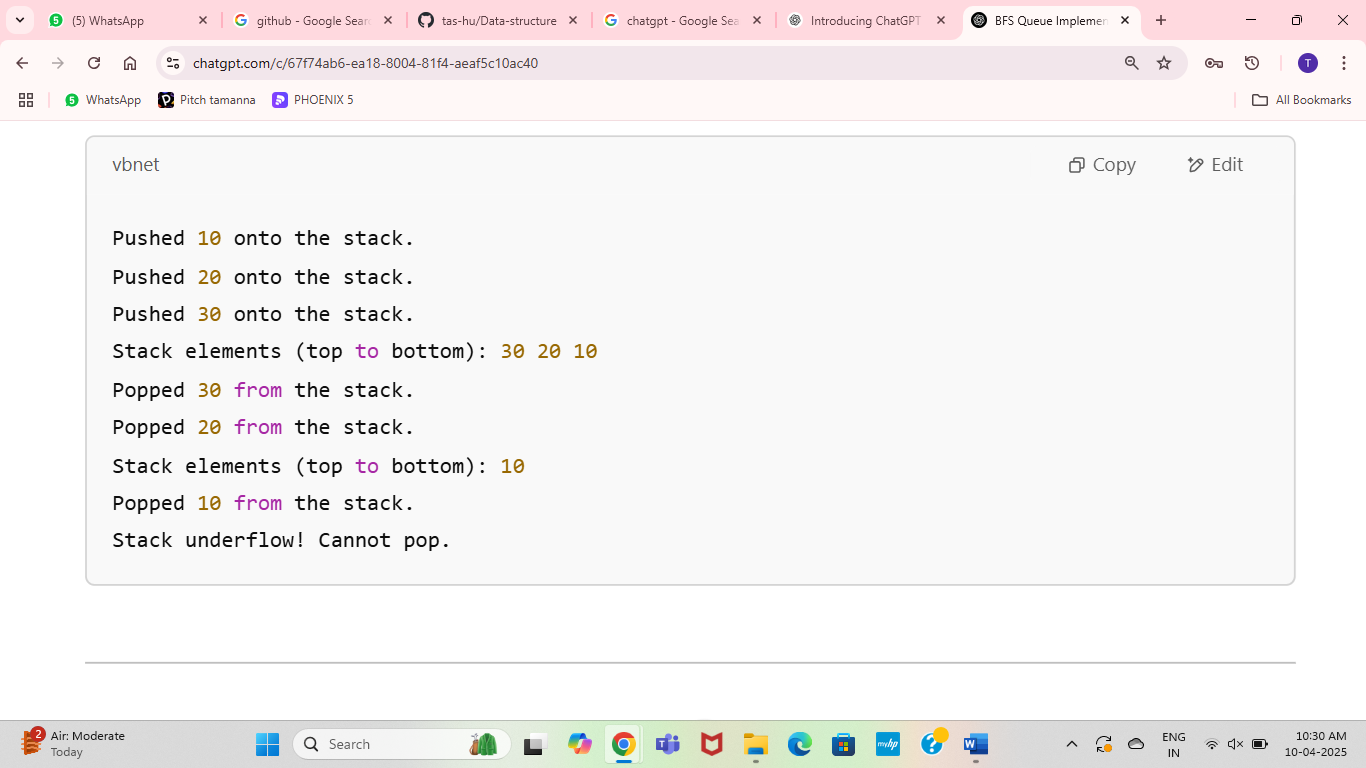 (5) WhatsApp
github - Google Sear
tas-hu/Data-structure
chatgpt - Google Sea
Introducing ChatGPT
BFS Queue Implemen
chatgpt.com/c/67f74ab6-ea18-8004-81f4-aeaf5c10ac40
T
5 WhatsApp
Pitch tamanna
PHOENIX 5
All Bookmarks
vbnet
Copy
Edit
Pushed 10 onto the stack.
Pushed 20 onto the stack.
Pushed 30 onto the stack.
Stack elements (top to bottom): 30 20 10
Popped 30 from the stack.
Popped 20 from the stack.
Stack elements (top to bottom): 10
Popped 10 from the stack.
Stack underflow! Cannot pop.
2
Air: Moderate
Today
Search
myhp
ENG
IN
10:30 AM
10-04-2025